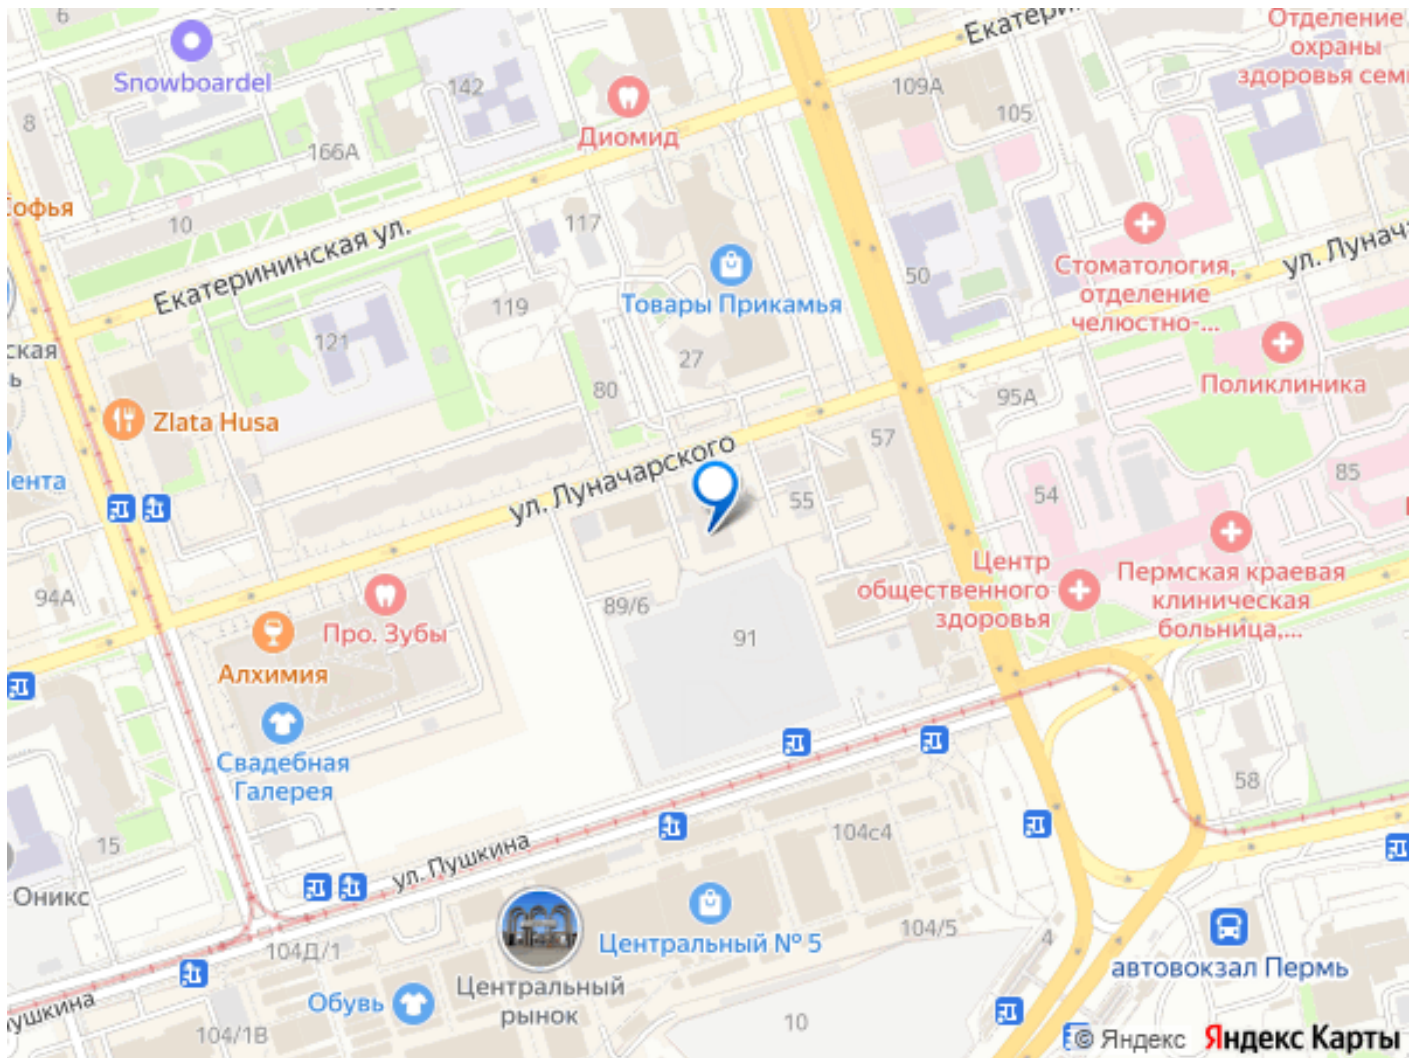 6
Екатерин
Отделение
охраны
здоровья сем
Snowboardel
142
109А
105
8
Диомид
166А
Софья
10
117
Екатерининская ул.
50
Стоматология,
отделение
челюстно-...
ул. Лунач
Товары Прикамья
119
121
ская
ь
27
80
Поликлиника
95А
Zlata Husa
57
ул. Луначарского
лента
54
85
55
Центр
общественного
здоровья
Пермская краевая
клиническая
больница,...
94А
89/6
Про. Зубы
91
Алхимия
Свадебная
Галерея
58
15
104с4
ул. Пушкина
Оникс
104/5
4
Центральный № 5
104Д/1
автовокзал Пермь
Центральный
рынок
Обувь
ушкина
104/1В
10
© Яндекс Яндекс Карты